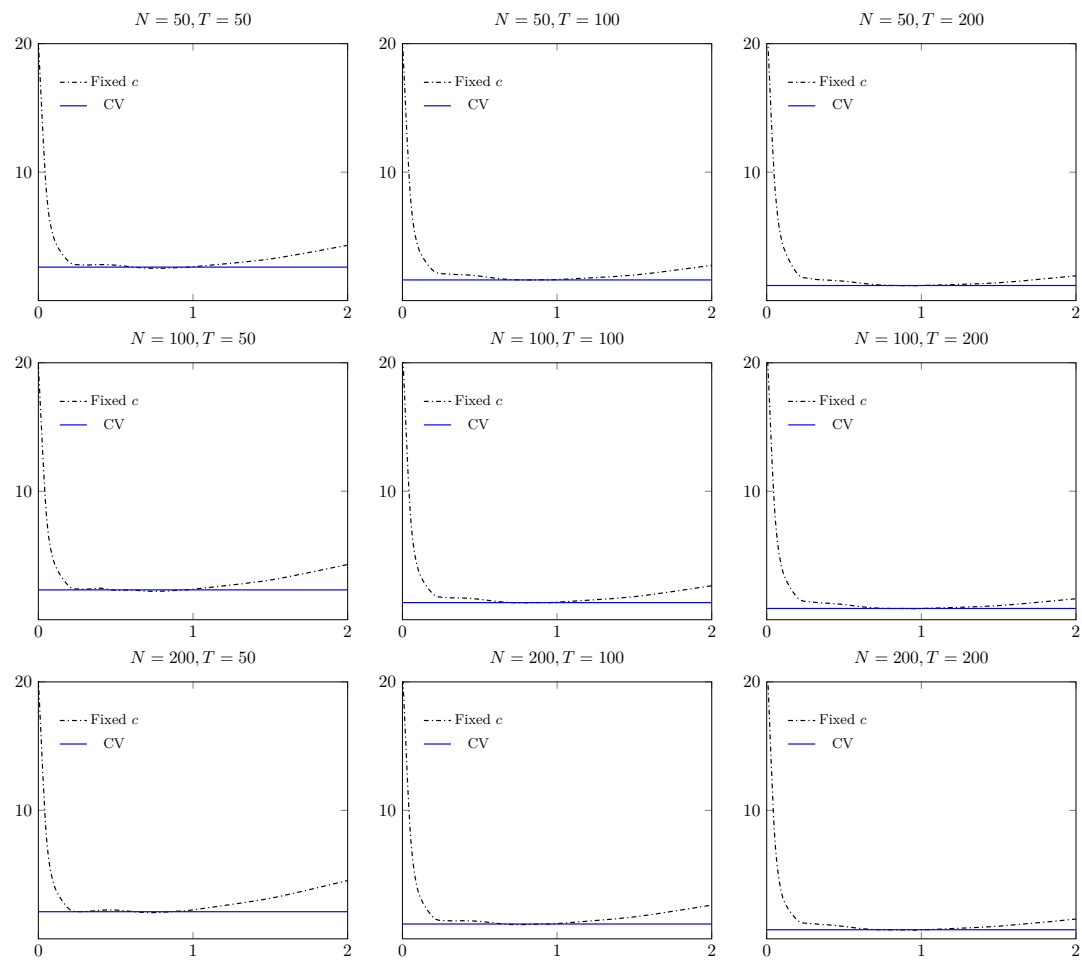 N = 50, T = 50
N = 50, T = 100
N = 50, T = 200
20
10
Fixed c
CV
0 1 2
20
10
Fixed c
CV
0 1 2
20
10
Fixed c
CV
0 1 2
N = 100, T = 50
N = 100, T = 100
N = 100, T = 200
20
10
Fixed c
CV
0 1 2
20
10
Fixed c
CV
0 1 2
20
10
Fixed c
CV
0 1 2
N = 200, T = 50
N = 200, T = 100
N = 200, T = 200
20
10
Fixed c
CV
0 1 2
20
10
Fixed c
CV
0 1 2
20
10
Fixed c
CV
0 1 2